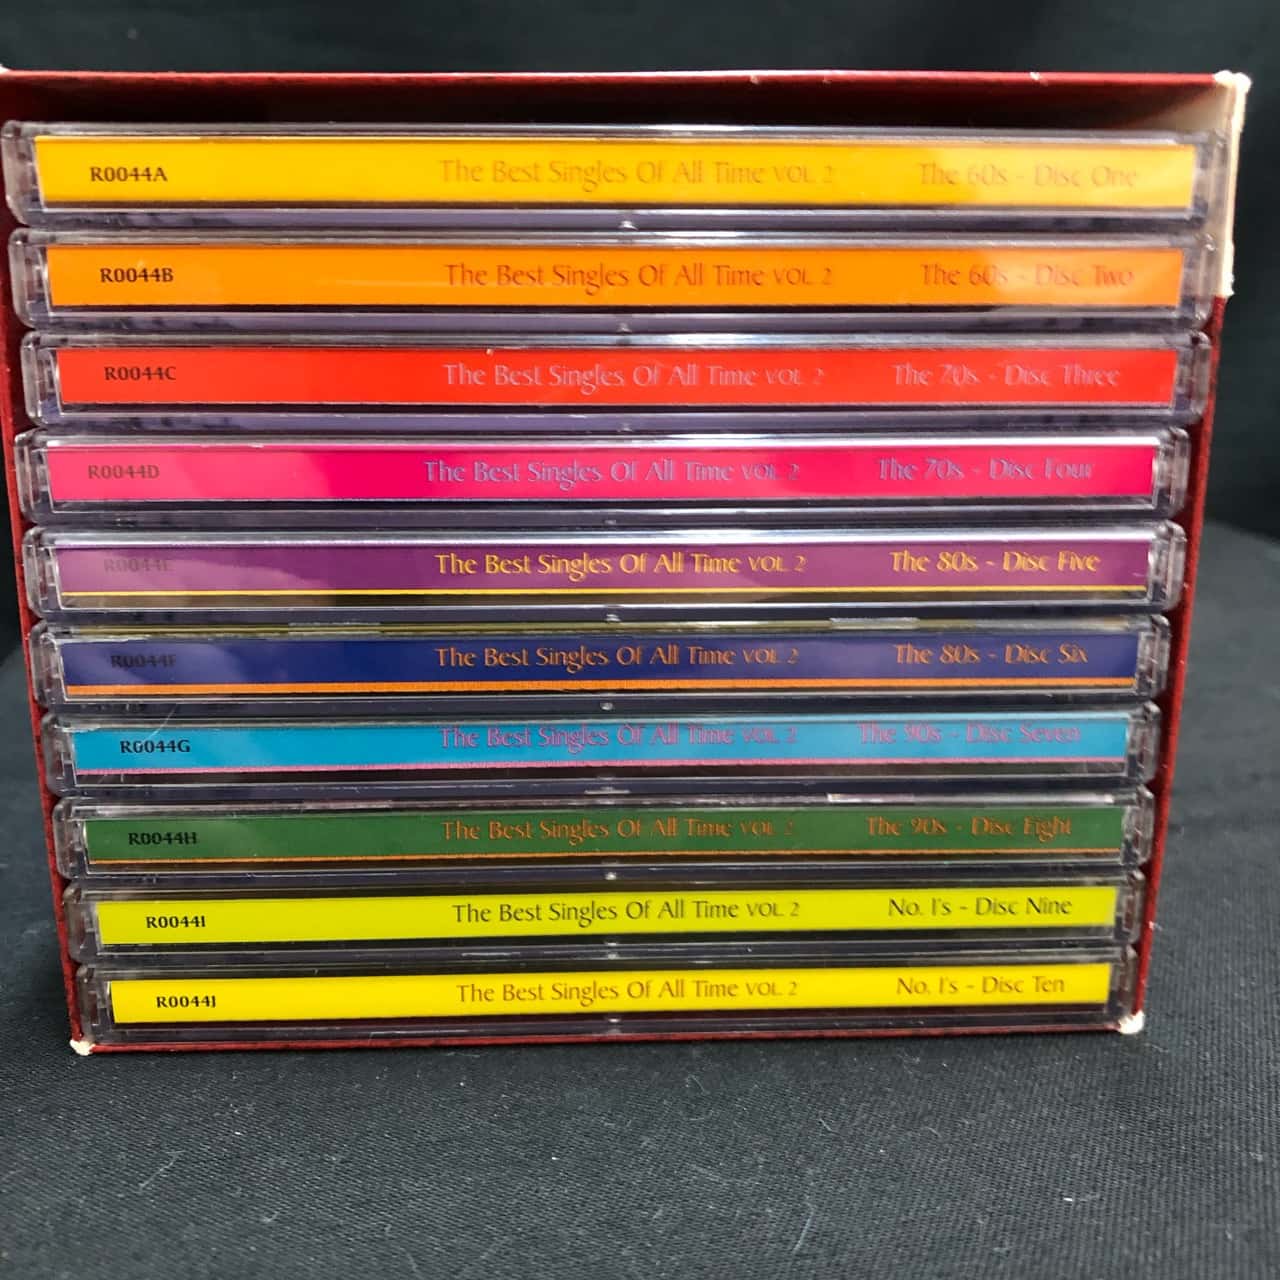 R0044A The Best Singles Of All Time VOL. 2 The 60s - Disc One
R0044B The Best Singles Of All Time VOL. 2 The 60s - Disc Two
R0044C The Best Singles Of All Time VOL. 2 The 70s - Disc Three
R0044D The Best Singles Of All Time VOL. 2 The 70s - Disc Four
R0044E The Best Singles Of All Time VOL. 2 The 80s - Disc Five
R0044F The Best Singles Of All Time VOL. 2 The 80s - Disc Six
R0044G The Best Singles Of All Time VOL. 2 The 90s - Disc Seven
R0044H The Best Singles Of All Time VOL. 2 The 90s - Disc Eight
R0044I The Best Singles Of All Time VOL. 2 No. 1's - Disc Nine
R0044J The Best Singles Of All Time VOL. 2 No. 1's - Disc Ten